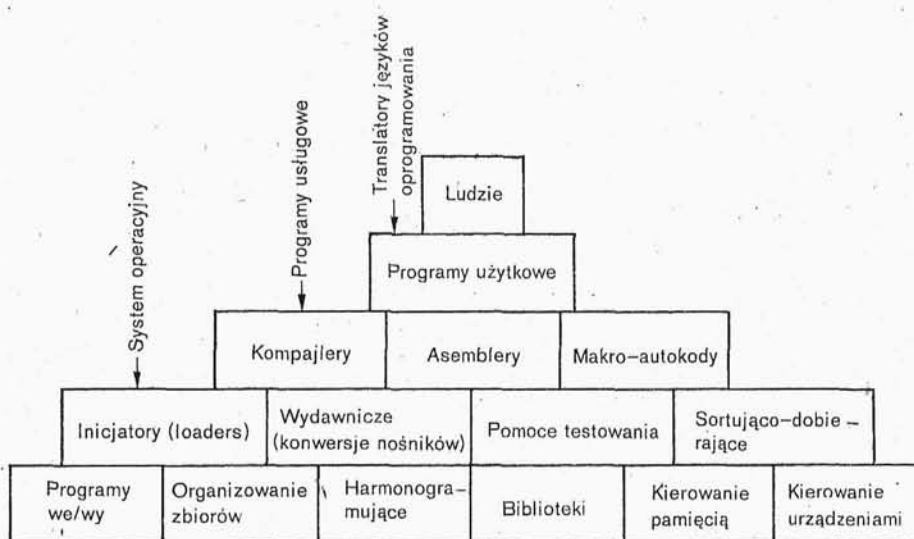 Translatory języków
oprogramowania
Programy usługowe
System operacyjny
Ludzie
Programy użytkowe
Kompajlery
Asemblery
Makro-autokody
Inicjatory (loaders)
Wydawnicze
(konwersje nośników)
Pomoce testowania
Sortująco-dobie-
rające
Programy
we/wy
Organizowanie
zbiorów
Harmonogra-
mujące
Biblioteki
Kierowanie
pamięcią
Kierowanie
urządzeniami